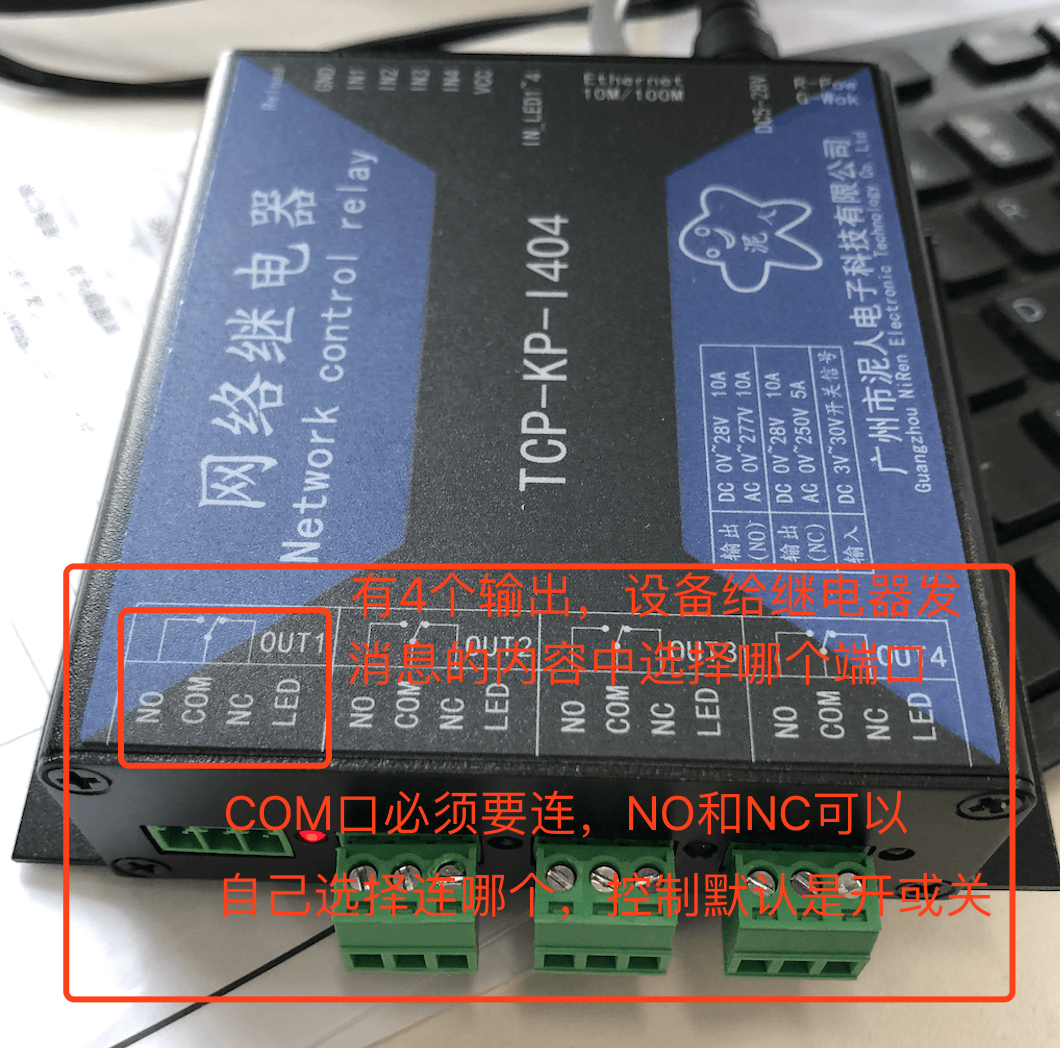 Reload
GND
IN1
IN2
IN3
IN4
VCC
IN_LED1~4
Ethernet
10M/100M
DC5-28V
网络继电器
Network control relay
TCP-KP-I404
泥人
广州市泥人电子科技有限公司
Guangzhou NiRen Electronic Technology Co. Ltd
输出 (NO) DC 0V~28V 10A
AC 0V~277V 10A
输出 (NC) DC 0V~28V 10A
AC 0V~250V 5A
输入 DC 3V~30V开关信号
有4个输出，设备给继电器发
消息的内容中选择哪个端口
OUT1
OUT2
OUT3
OUT4
NO COM NC LED
NO COM NC LED
NO COM NC LED
NO COM NC LED
COM口必须要连，NO和NC可以
自己选择连哪个，控制默认是开或关